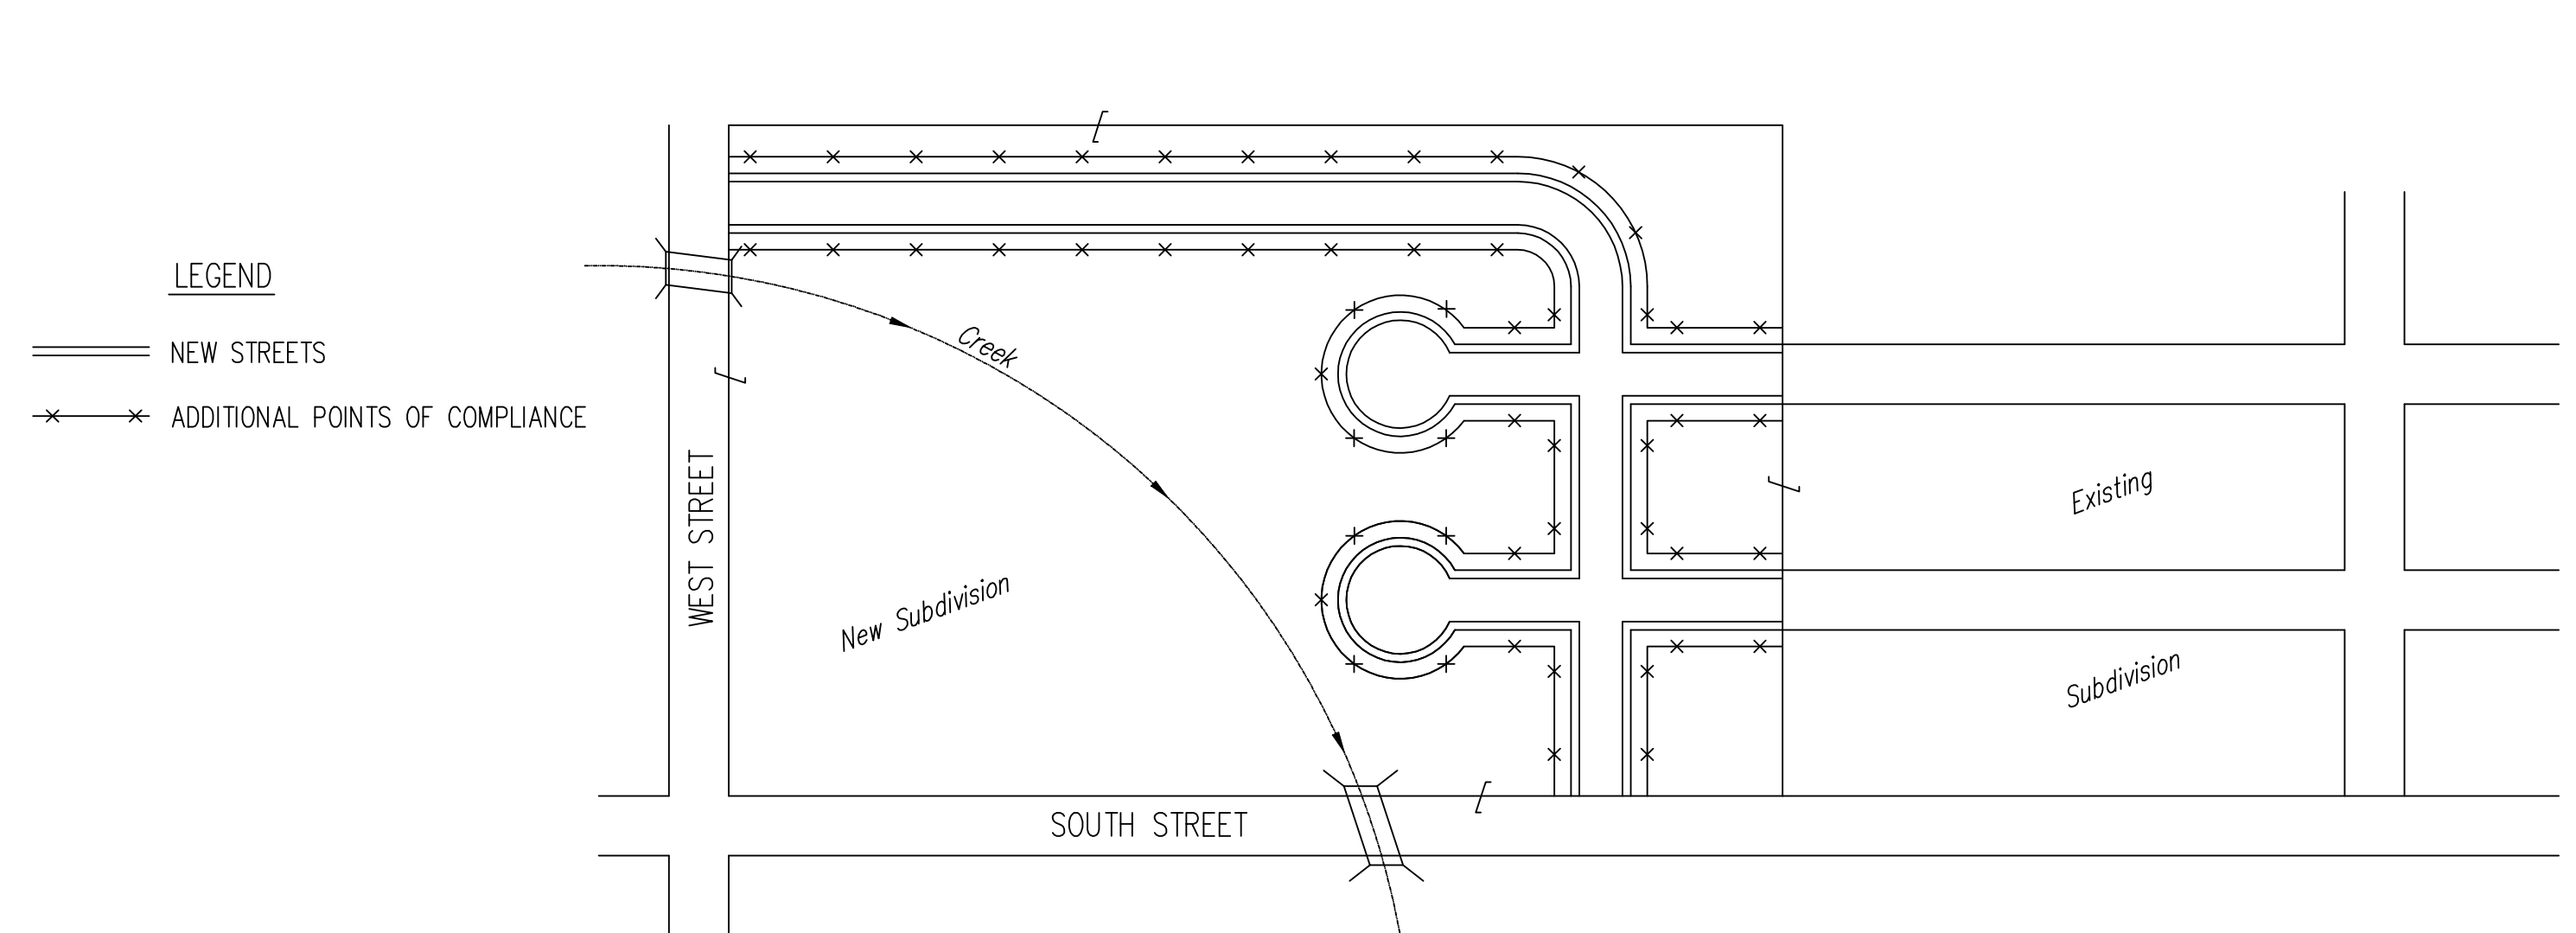 LEGEND
NEW STREETS
ADDITIONAL POINTS OF COMPLIANCE
WEST STREET
Creek
New Subdivision
SOUTH STREET
Existing
Subdivision